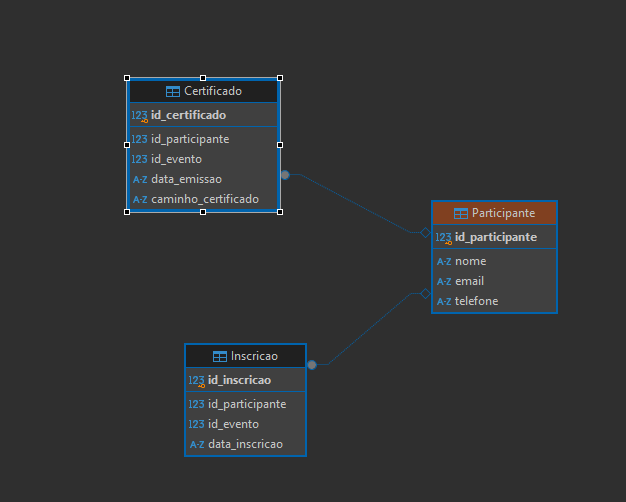 Certificado
123 id_certificado
123 id_participante
123 id_evento
A-Z data_emissao
A-Z caminho_certificado
Participante
123 id_participante
A-Z nome
A-Z email
A-Z telefone
Inscricao
123 id_inscricao
123 id_participante
123 id_evento
A-Z data_inscricao